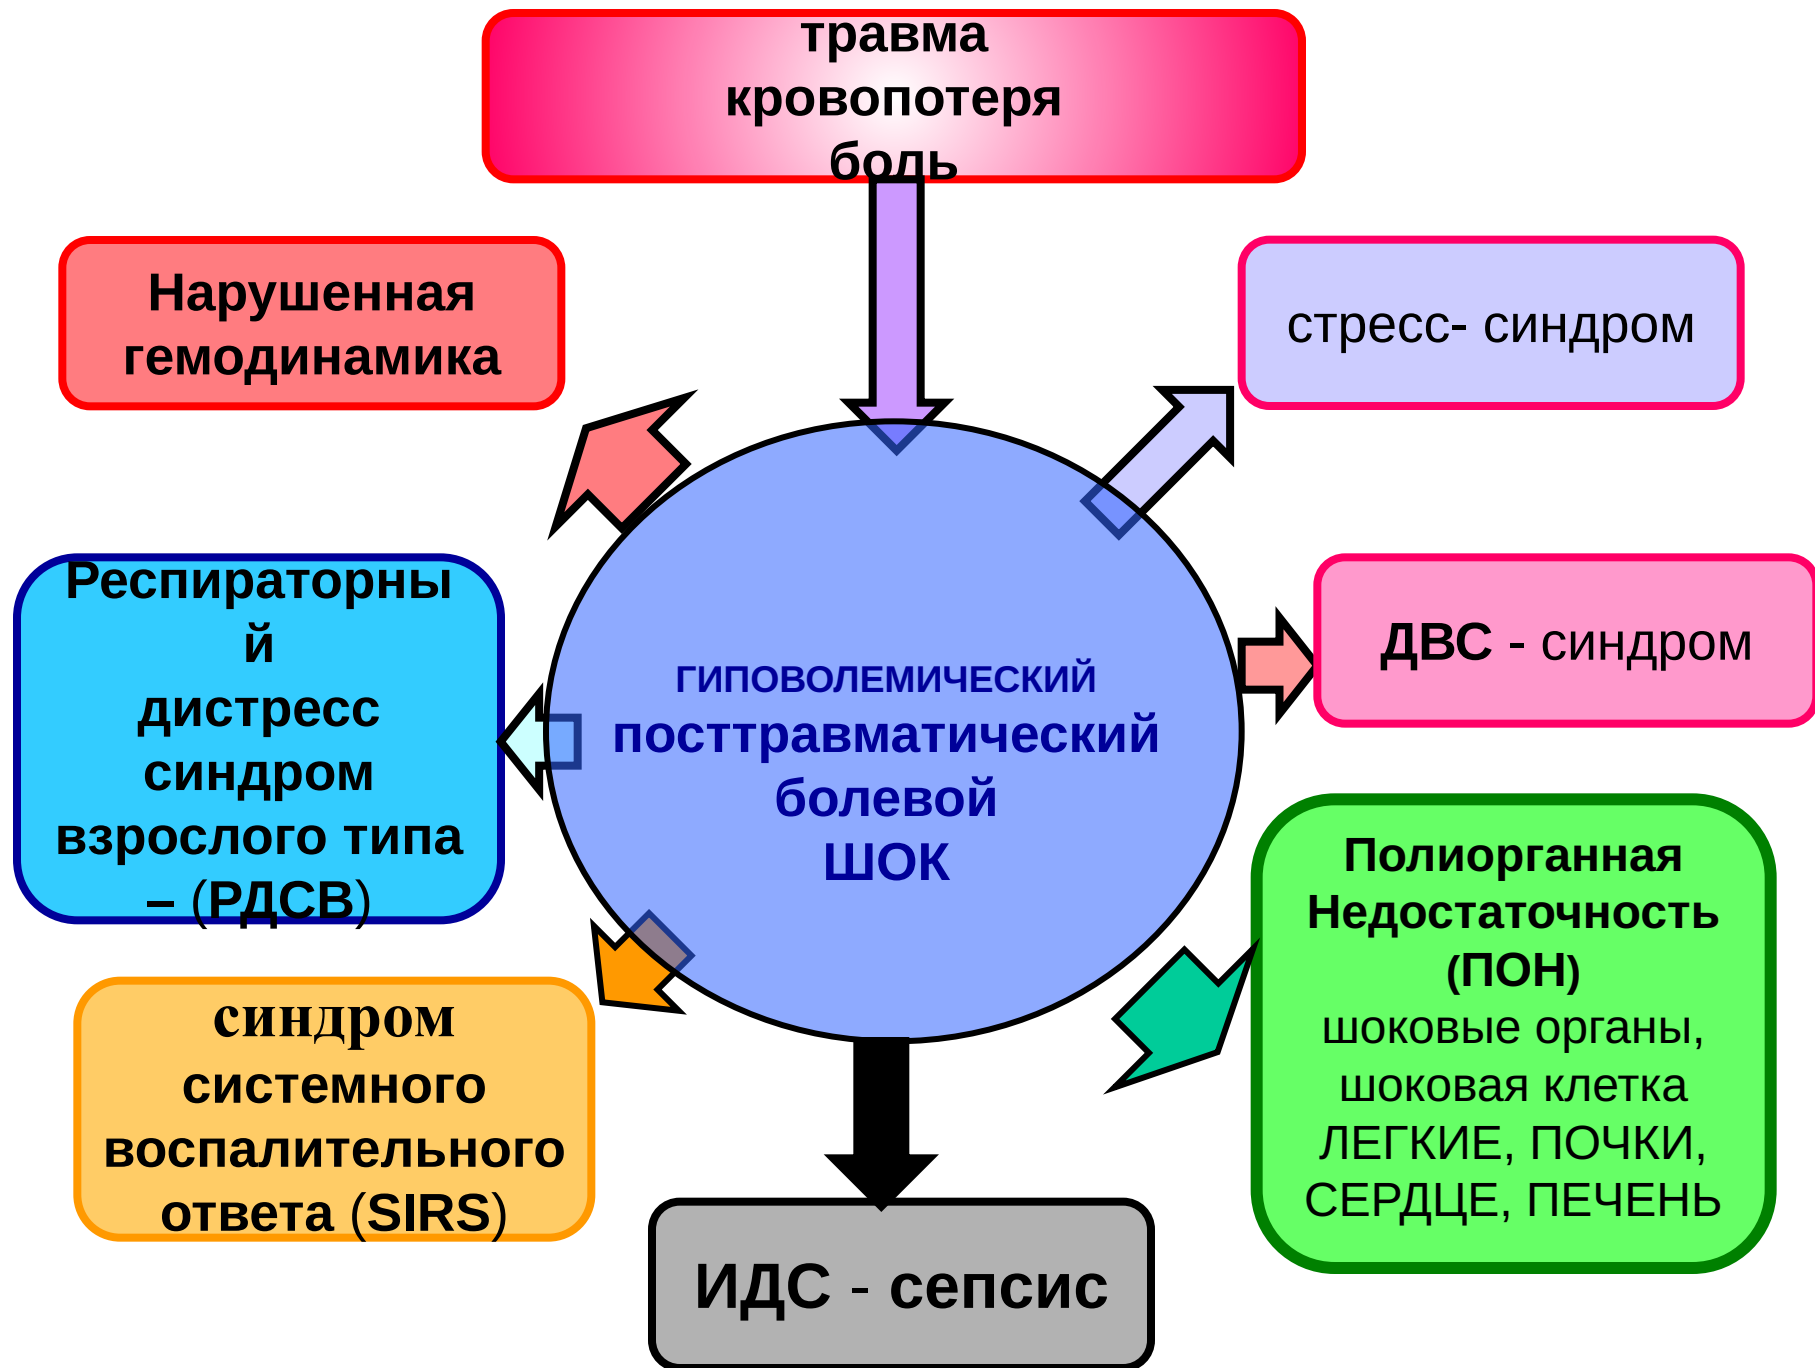 травма
кровопотеря
боль
Нарушенная
гемодинамика
стресс- синдром
Респираторны
й
дистресс
синдром
взрослого типа
– (РДСВ)
ГИПОВОЛЕМИЧЕСКИЙ
посттравматический
болевой
ШОК
ДВС - синдром
Полиорганная
Недостаточность
(ПОН)
шоковые органы,
шоковая клетка
ЛЕГКИЕ, ПОЧКИ,
СЕРДЦЕ, ПЕЧЕНЬ
синдром
системного
воспалительного
ответа (SIRS)
ИДС - сепсис